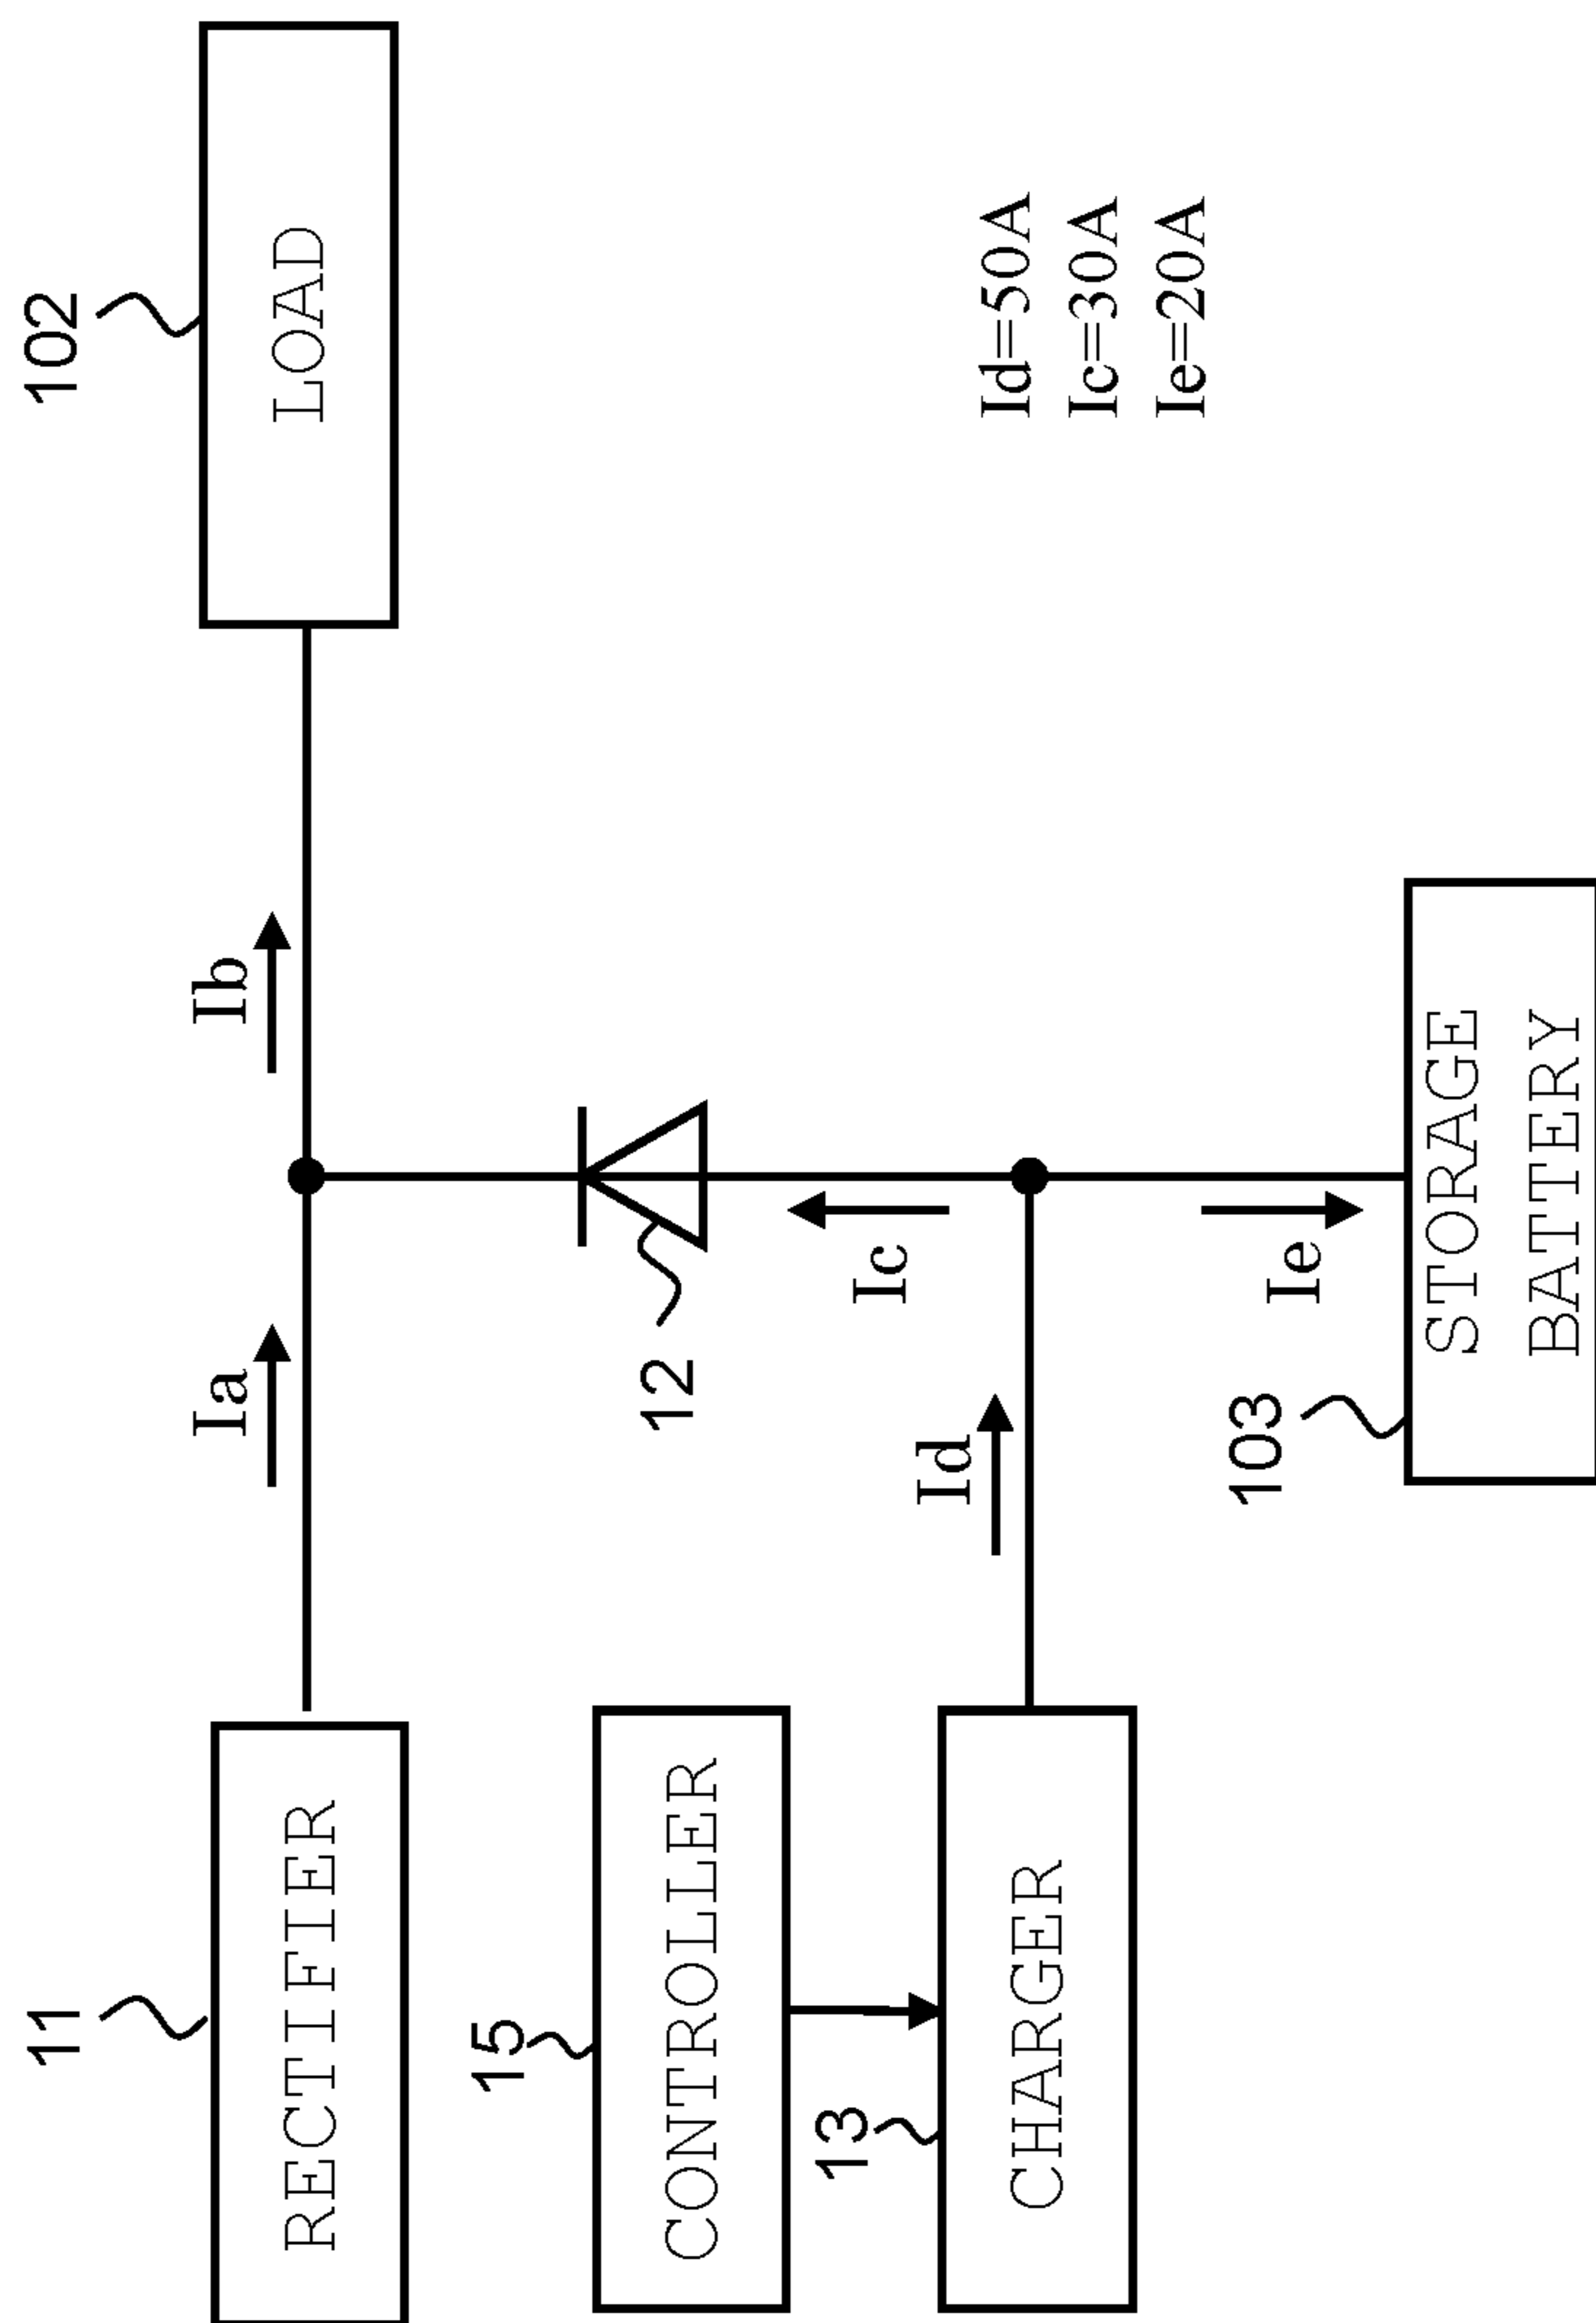 11
RECTIFIER
Ia
Ib
102
LOAD
15
CONTROLLER
12
13
CHARGER
Id
Ic
Ie
Id=50A
Ic=30A
Ie=20A
103
STORAGE
BATTERY